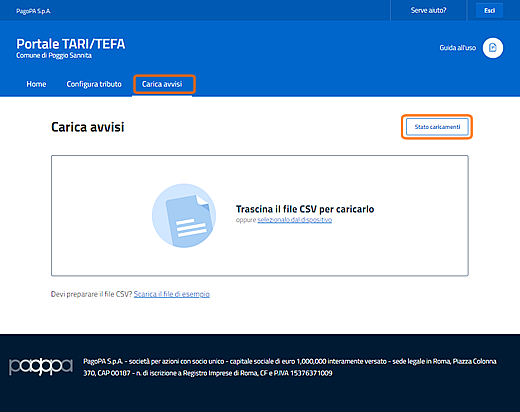 PagoPA S.p.A.
Serve aiuto?
Esci
Portale TARI/TEFA
Comune di Poggio Sannita
Guida all'uso
Home
Configura tributo
Carica avvisi
Carica avvisi
Stato caricamenti
Trascina il file CSV per caricarlo
oppure selezionalo dal dispositivo
Devi preparare il file CSV? Scarica il file di esempio
pagopa
PagoPA S.p.A. - società per azioni con socio unico - capitale sociale di euro 1,000,000 interamente versato - sede legale in Roma, Piazza Colonna
370, CAP 00187 - n. di iscrizione a Registro Imprese di Roma, CF e P.IVA 15376371009